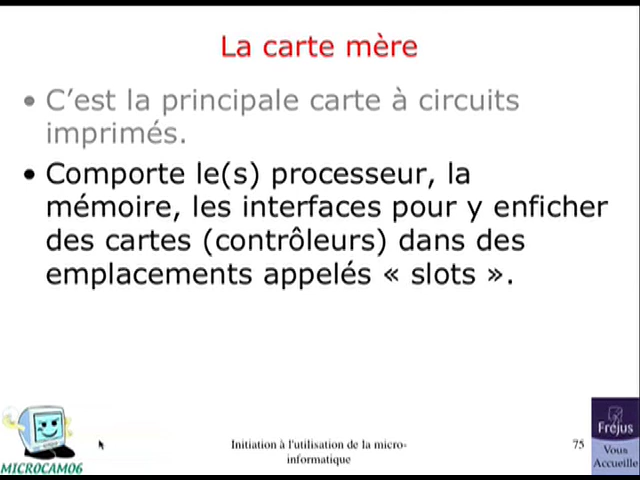 La carte mère
• C'est la principale carte à circuits
imprimés.
• Comporte le(s) processeur, la
mémoire, les interfaces pour y enficher
des cartes (contrôleurs) dans des
emplacements appelés « slots ».
MICROCAM06
Initiation à l'utilisation de la micro-
informatique
75
Fréjus
Vous
Accueille